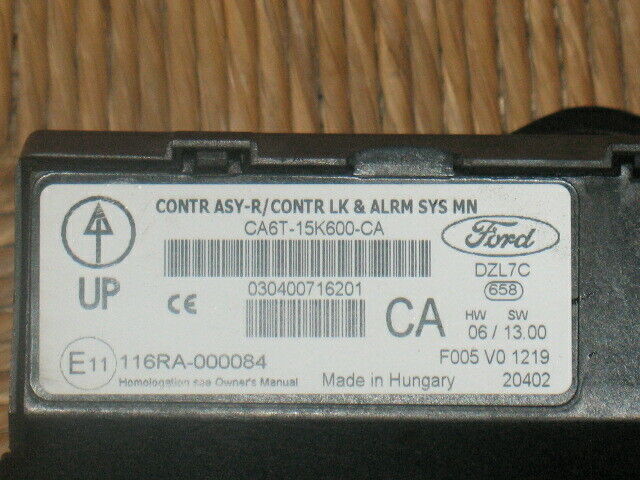 CONTR ASY-R/CONTR LK & ALRM SYS MN
CA6T-15K600-CA
Ford
UP
CE
030400716201
CA
DZL7C
658
HW SW
06 / 13.00
E11 116RA-000084
F005 V0 1219
Homologation see Owner's Manual
Made in Hungary
20402